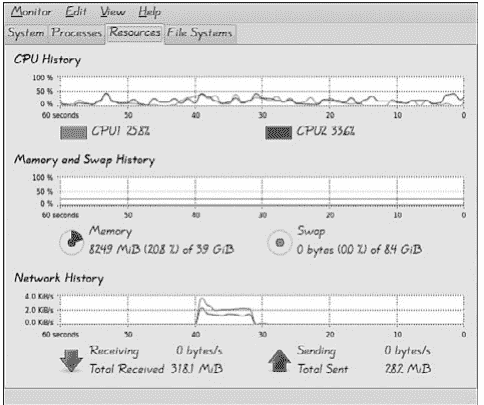 Monitor Edit View Help
System Processes Resources File Systems
CPU History
100 %
50 %
0 %
60 seconds 50 40 30 20 10 0
CPU1 25.8% CPU2 33.6%
Memory and Swap History
100 %
50 %
0 %
60 seconds 50 40 30 20 10 0
Memory Swap
824.9 MiB (20.8 %) of 3.9 GiB 0 bytes (0.0 %) of 8.4 GiB
Network History
4.0 KiB/s
2.0 KiB/s
0.0 KiB/s
60 seconds 50 40 30 20 10 0
Receiving 0 bytes/s Sending 0 bytes/s
Total Received 318.1 MiB Total Sent 28.2 MiB